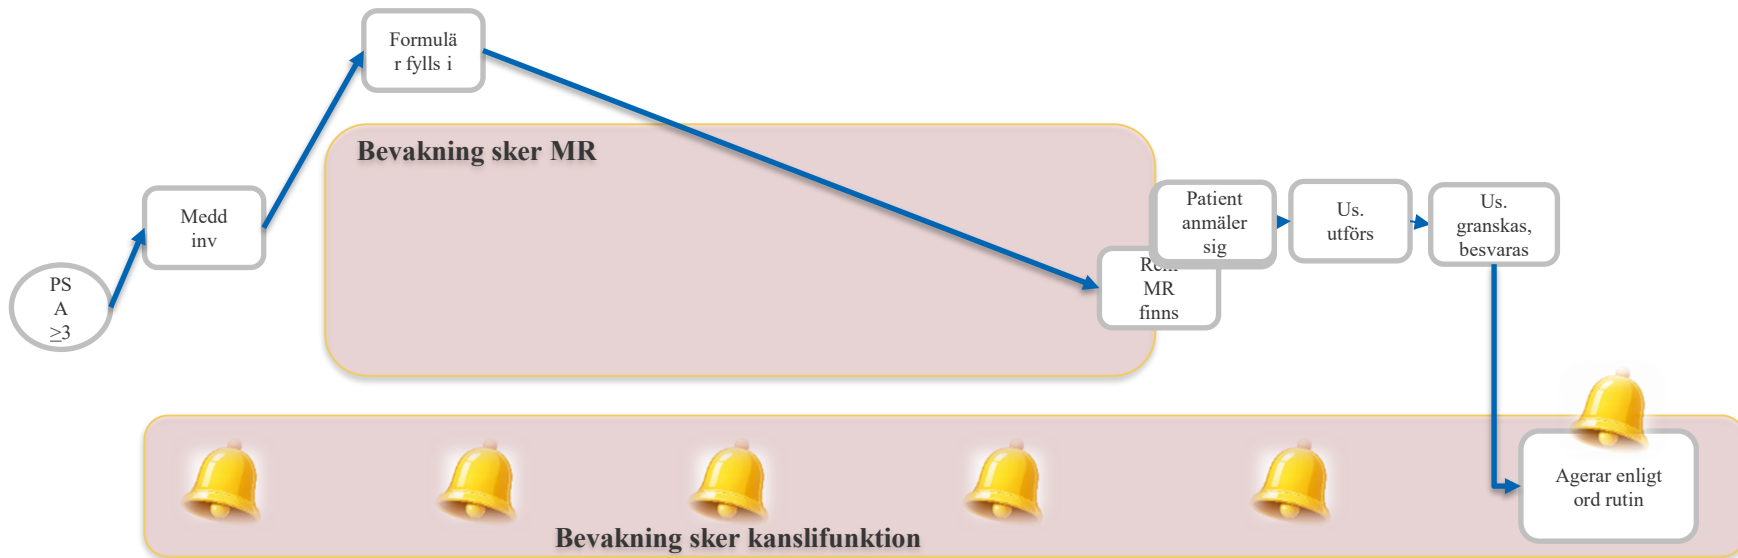 Formulä
r fylls i
Bevakning sker MR
Medd
inv
PS
A
≥3
Patient
anmäler
sig
Us.
utförs
Us.
granskas,
besvaras
MR
finns
Agerar enligt
ord rutin
Bevakning sker kanslifunktion